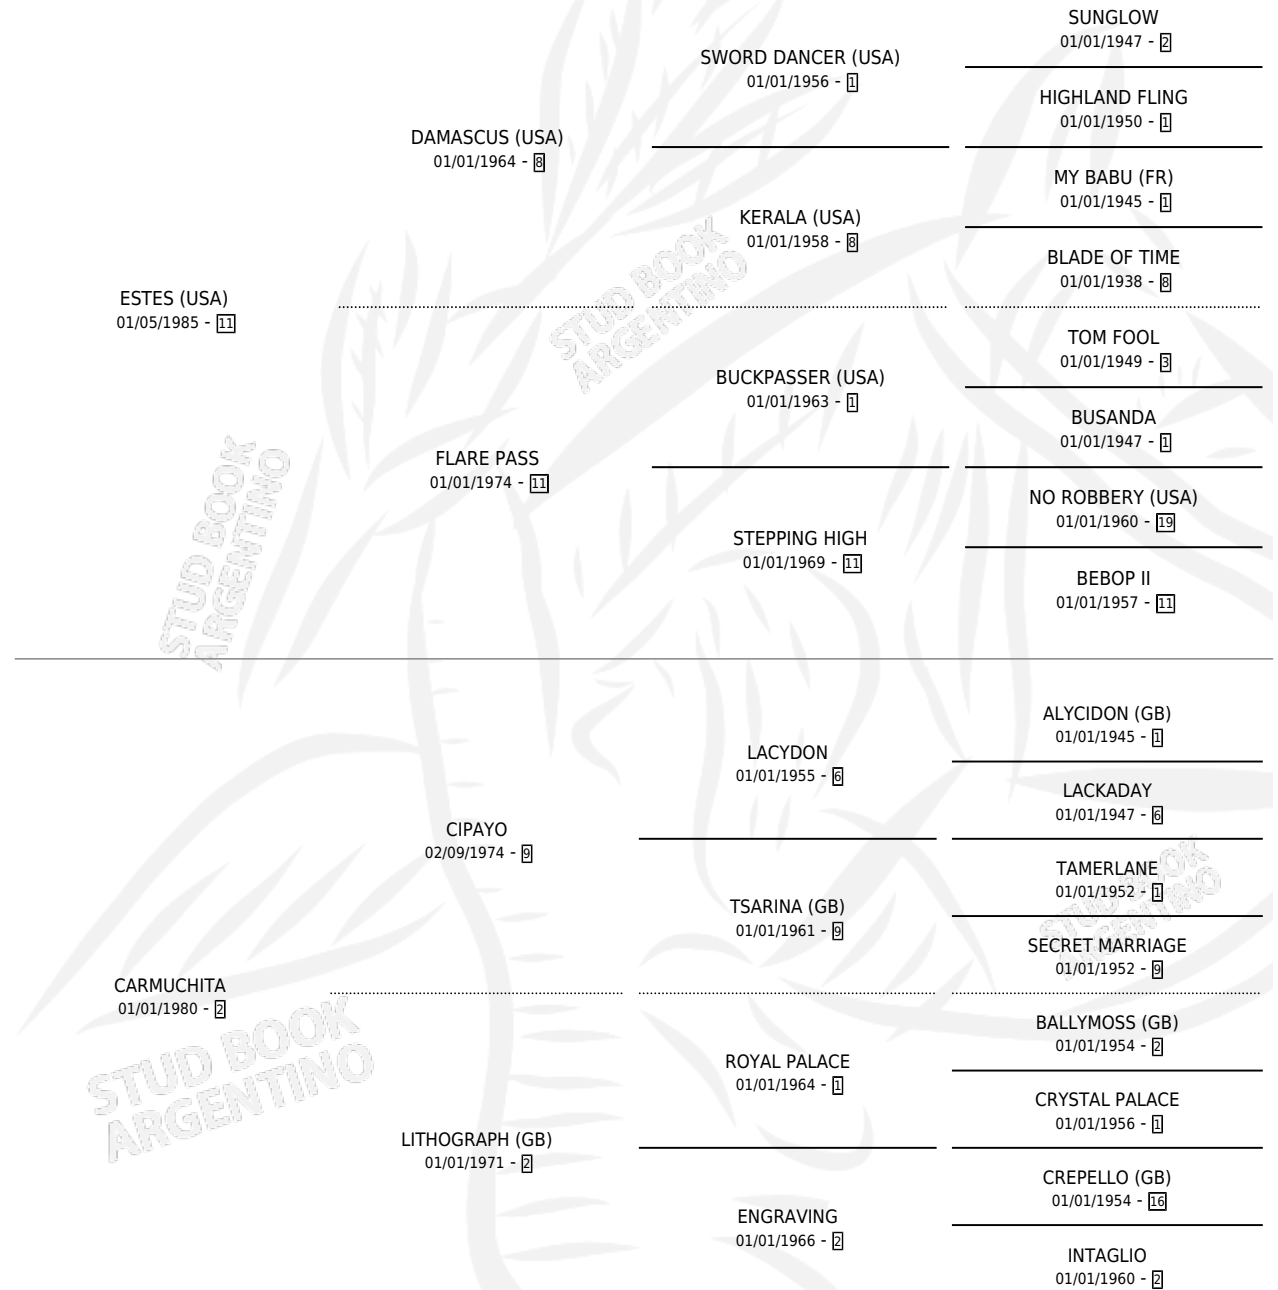 SUNGLOW
01/01/1947 - 2
SWORD DANCER (USA)
01/01/1956 - 1
HIGHLAND FLING
01/01/1950 - 1
DAMASCUS (USA)
01/01/1964 - 8
MY BABU (FR)
01/01/1945 - 1
KERALA (USA)
01/01/1958 - 8
BLADE OF TIME
01/01/1938 - 8
ESTES (USA)
01/05/1985 - 11
TOM FOOL
01/01/1949 - 3
BUCKPASSER (USA)
01/01/1963 - 1
BUSANDA
01/01/1947 - 1
FLARE PASS
01/01/1974 - 11
NO ROBBERY (USA)
01/01/1960 - 19
STEPPING HIGH
01/01/1969 - 11
BEBOP II
01/01/1957 - 11
ALYCIDON (GB)
01/01/1945 - 1
LACYDON
01/01/1955 - 6
LACKADAY
01/01/1947 - 6
CIPAYO
02/09/1974 - 9
TAMERLANE
01/01/1952 - 1
TSARINA (GB)
01/01/1961 - 9
SECRET MARRIAGE
01/01/1952 - 9
CARMUCHITA
01/01/1980 - 2
BALLYMOSS (GB)
01/01/1954 - 2
ROYAL PALACE
01/01/1964 - 1
CRYSTAL PALACE
01/01/1956 - 1
LITHOGRAPH (GB)
01/01/1971 - 2
CREPELLO (GB)
01/01/1954 - 16
ENGRAVING
01/01/1966 - 2
INTAGLIO
01/01/1960 - 2
STUD BOOK
ARGENTINO
STUD BOOK
ARGENTINO
STUD BOOK
ARGENTINO
STUD BOOK
ARGENTINO